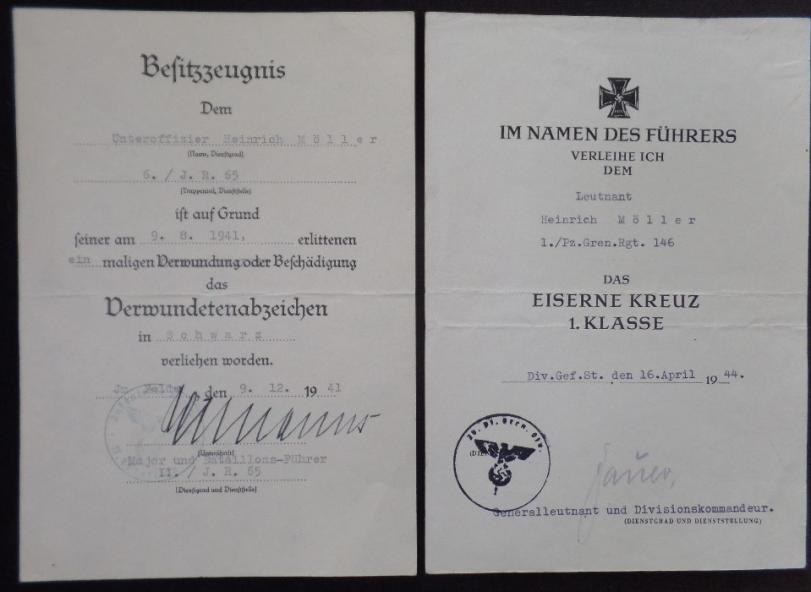 Besitzzeugnis
Dem
Unteroffizier Heinrich Möller
(Name, Dienstgrad)
6. / J. R. 65
(Truppenteil, Dienststelle)
ist auf Grund
seiner am 9. 8. 1941, erlittenen
ein maligen Verwundung oder Beschädigung
das
Verwundetenabzeichen
in Schwarz
verliehen worden.
, den 9. 12. 1941
(Unterschrift)
Major und Bataillons-Führer
II. / J. R. 65
(Dienstgrad und Dienststelle)
IM NAMEN DES FÜHRERS
VERLEIHE ICH
DEM
Leutnant
Heinrich Möller
1./Pz.Gren.Rgt. 146
DAS
EISERNE KREUZ
1. KLASSE
Div.Gef.St. den 16.April 1944.
Generalleutnant und Divisionskommandeur.
(DIENSTGRAD UND DIENSTSTELLUNG)